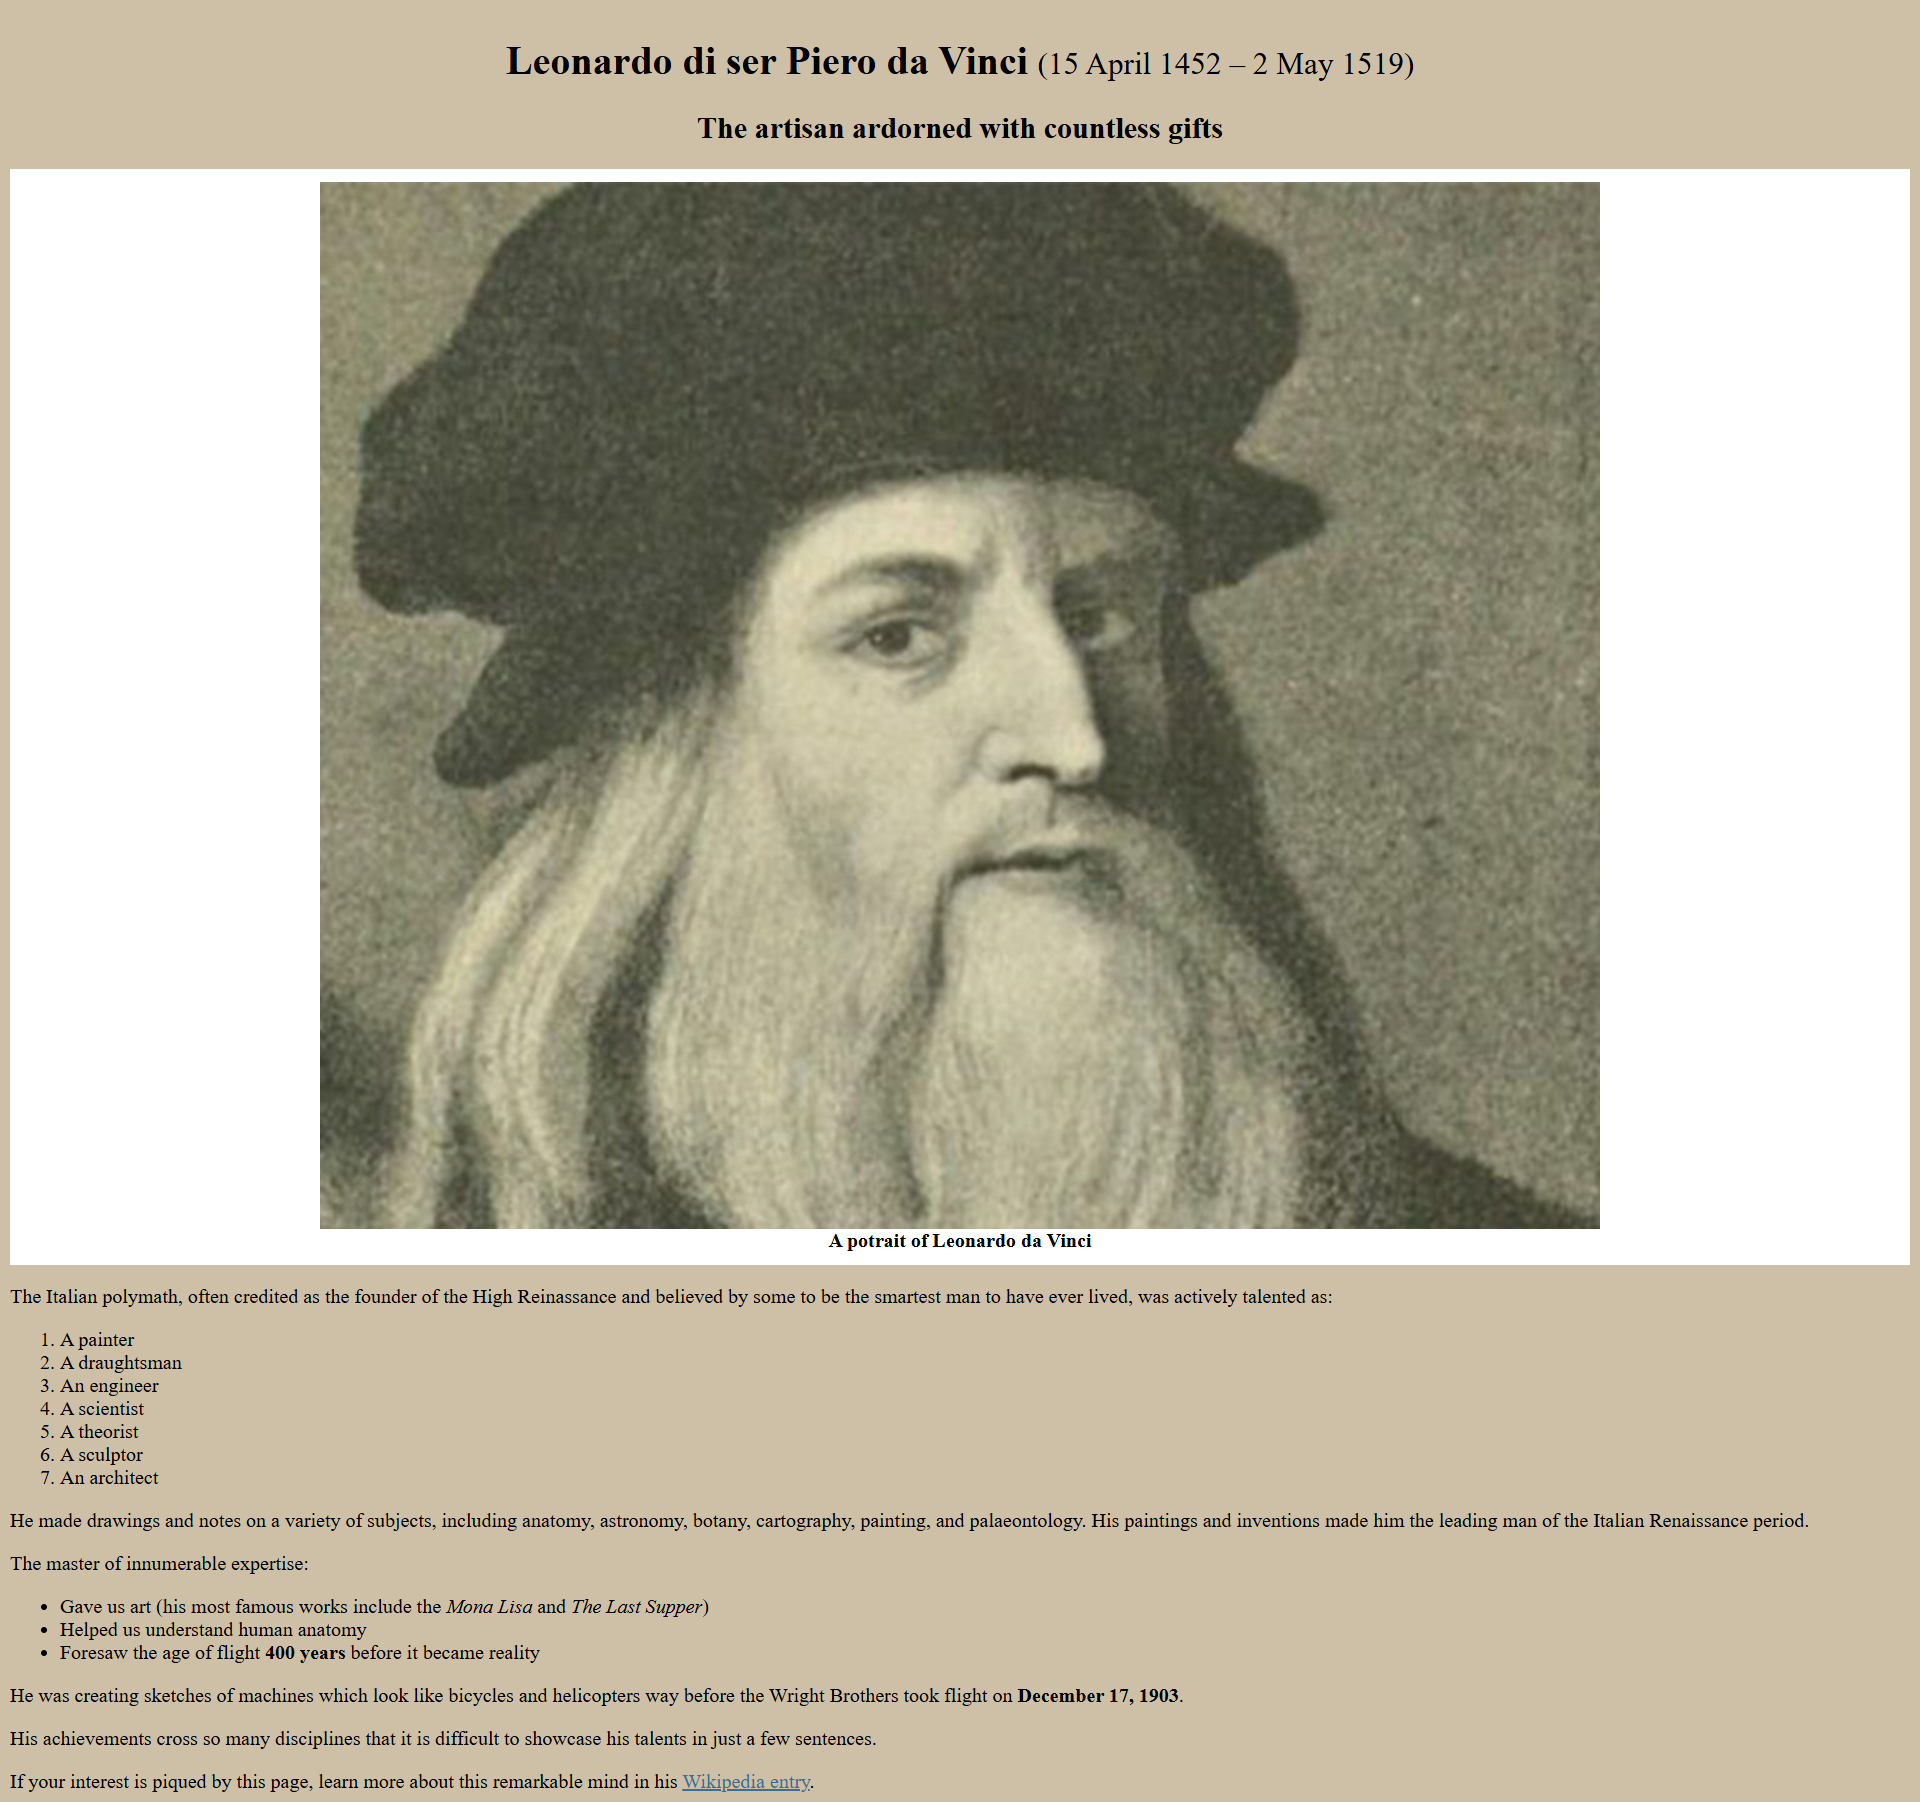 Leonardo di ser Piero da Vinci (15 April 1452 – 2 May 1519)
The artisan ardorned with countless gifts
A potrait of Leonardo da Vinci
The Italian polymath, often credited as the founder of the High Reinassance and believed by some to be the smartest man to have ever lived, was actively talented as:
1. A painter
2. A draughtsman
3. An engineer
4. A scientist
5. A theorist
6. A sculptor
7. An architect
He made drawings and notes on a variety of subjects, including anatomy, astronomy, botany, cartography, painting, and palaeontology. His paintings and inventions made him the leading man of the Italian Renaissance period.
The master of innumerable expertise:
• Gave us art (his most famous works include the Mona Lisa and The Last Supper)
• Helped us understand human anatomy
• Foresaw the age of flight 400 years before it became reality
He was creating sketches of machines which look like bicycles and helicopters way before the Wright Brothers took flight on December 17, 1903.
His achievements cross so many disciplines that it is difficult to showcase his talents in just a few sentences.
If your interest is piqued by this page, learn more about this remarkable mind in his Wikipedia entry.